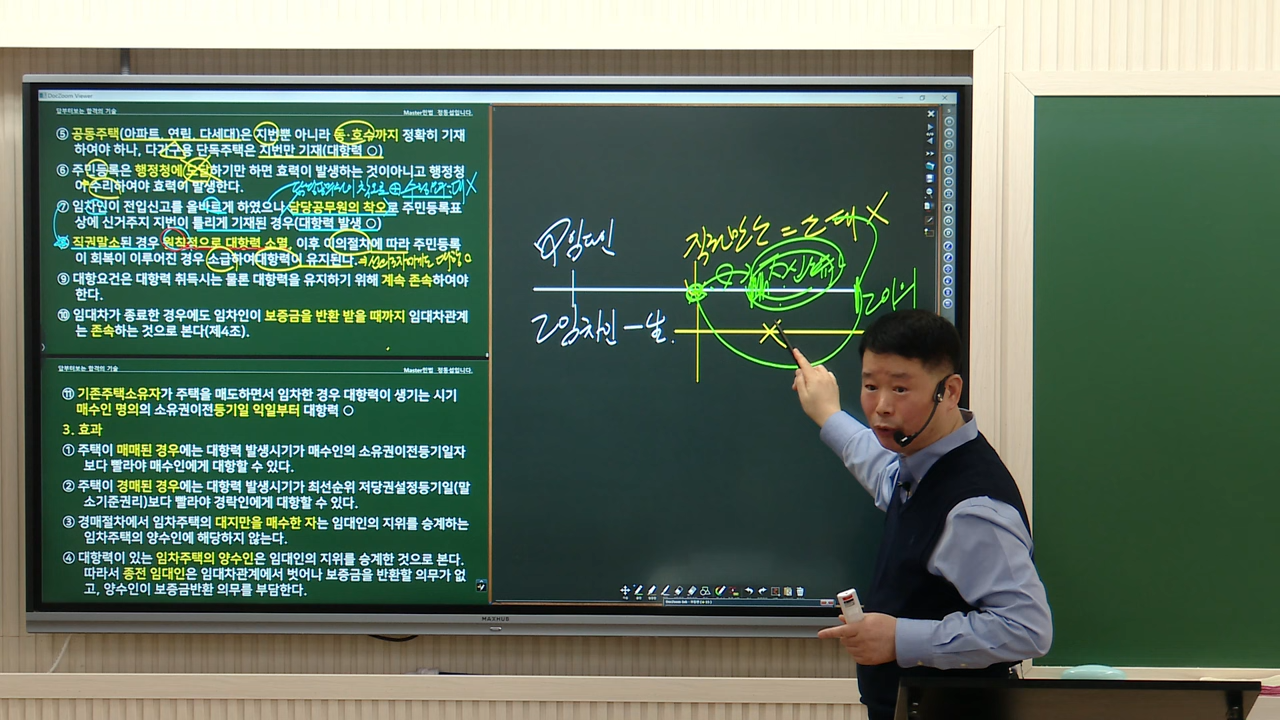 DocZoom Viewer
앞부터보는 합격의 기술 Master민법 정동섭입니다.
⑤ 공동주택(아파트, 연립, 다세대)은 지번뿐 아니라 동·호수까지 정확히 기재
하여야 하나, 다가구용 단독주택은 지번만 기재(대항력 ○)
⑥ 주민등록은 행정청에 도달하기만 하면 효력이 발생하는 것이아니고 행정청
이 수리하여야 효력이 발생한다.
⑦ 임차인이 전입신고를 올바르게 하였으나 담당공무원의 착오로 주민등록표
상에 신거주지 지번이 틀리게 기재된 경우(대항력 발생 ○)
⑧ 직권말소된 경우 원칙적으로 대항력 소멸, 이후 이의절차에 따라 주민등록
이 회복이 이루어진 경우 소급하여대항력이 유지된다.
⑨ 대항요건은 대항력 취득시는 물론 대항력을 유지하기 위해 계속 존속하여야
한다.
⑩ 임대차가 종료한 경우에도 임차인이 보증금을 반환 받을 때까지 임대차관계
는 존속하는 것으로 본다(제4조).
앞부터보는 합격의 기술 Master민법 정동섭입니다.
⑪ 기존주택소유자가 주택을 매도하면서 임차한 경우 대항력이 생기는 시기
매수인 명의의 소유권이전등기일 익일부터 대항력 ○
3. 효과
① 주택이 매매된 경우에는 대항력 발생시기가 매수인의 소유권이전등기일자
보다 빨라야 매수인에게 대항할 수 있다.
② 주택이 경매된 경우에는 대항력 발생시기가 최선순위 저당권설정등기일(말
소기준권리)보다 빨라야 경락인에게 대항할 수 있다.
③ 경매절차에서 임차주택의 대지만을 매수한 자는 임대인의 지위를 승계하는
임차주택의 양수인에 해당하지 않는다.
④ 대항력이 있는 임차주택의 양수인은 임대인의 지위를 승계한 것으로 본다.
따라서 종전 임대인은 임대차관계에서 벗어나 보증금을 반환할 의무가 없
고, 양수인이 보증금반환 의무를 부담한다.
甲임대인
乙임차인
MAXHUB